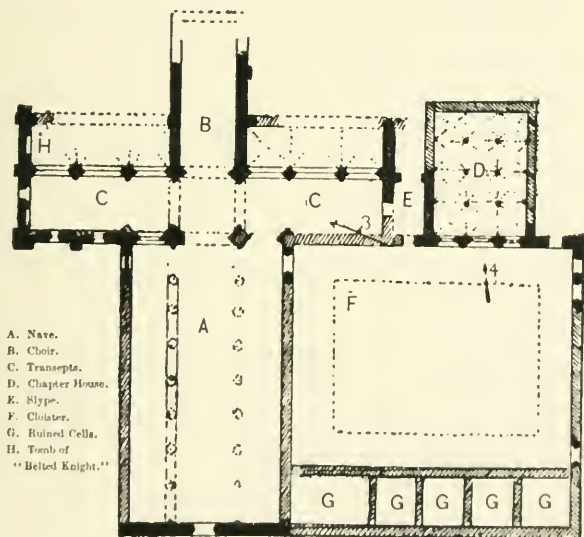 B
H
D
C
C
E
3
4
A
F
A. Nave.
B. Choir.
C. Transepts.
D. Chapter House.
E. Slype.
F. Cloister.
G. Ruined Cells.
H. Tomb of
"Belted Knight."
G
G
G
G
G